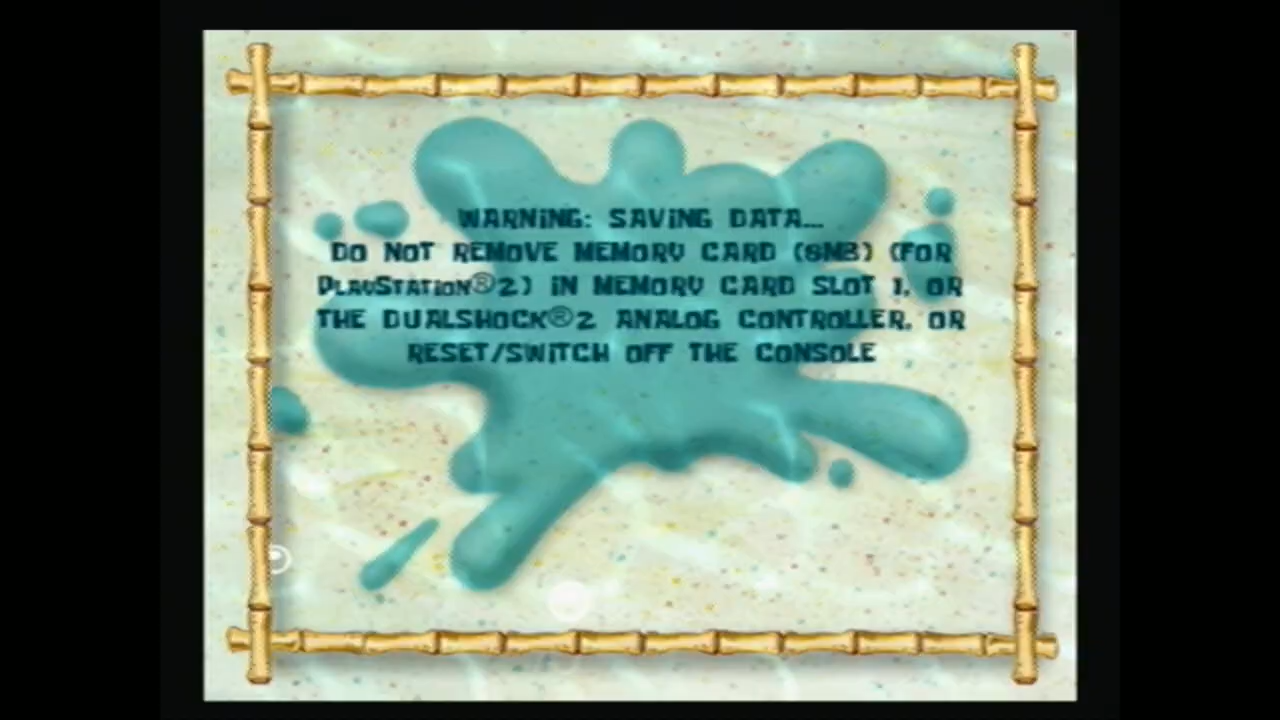 WARNING: SAVING DATA...
DO NOT REMOVE MEMORY CARD (8MB) (FOR
PLAYSTATION®2) IN MEMORY CARD SLOT 1, OR
THE DUALSHOCK®2 ANALOG CONTROLLER, OR
RESET/SWITCH OFF THE CONSOLE